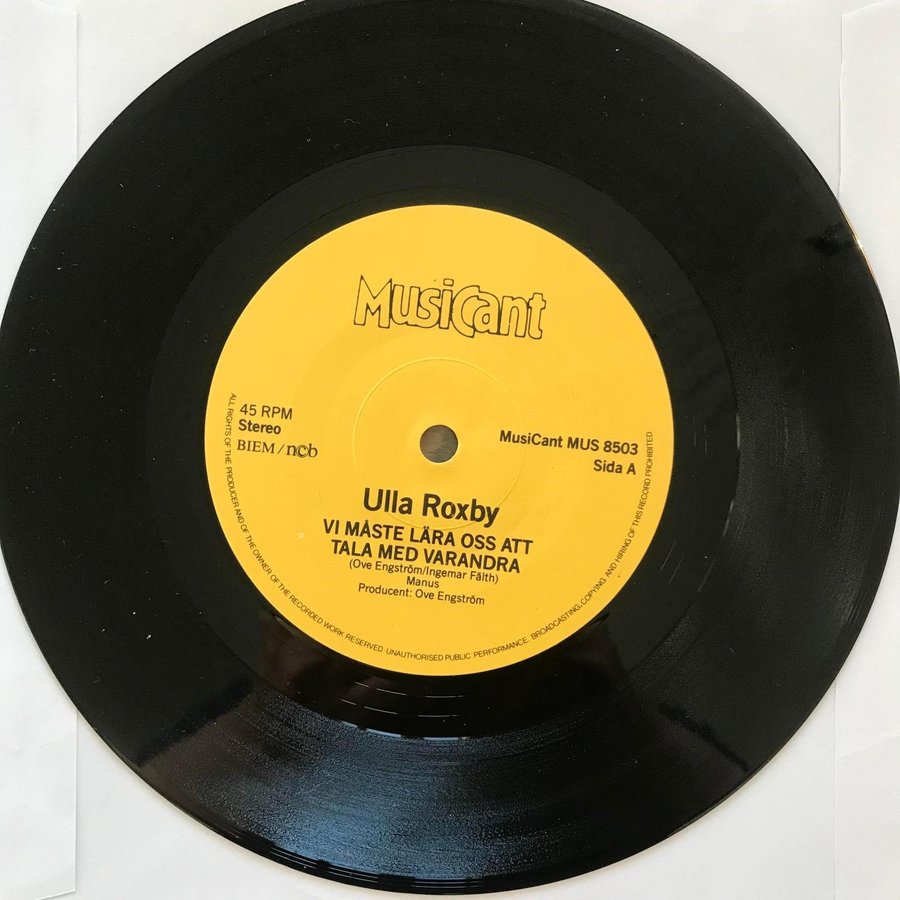 MusiCant
45 RPM
Stereo
BIEM / n©b
MusiCant MUS 8503
Sida A
Ulla Roxby
VI MÅSTE LÄRA OSS ATT
TALA MED VARANDRA
(Ove Engström/Ingemar Fålth)
Manus
Producent: Ove Engström
ALL RIGHTS OF THE PRODUCER AND OF THE OWNER OF THE RECORDED WORK RESERVED UNAUTHORISED PUBLIC PERFORMANCE, BROADCASTING, COPYING AND HIRING OF THIS RECORD PROHIBITED